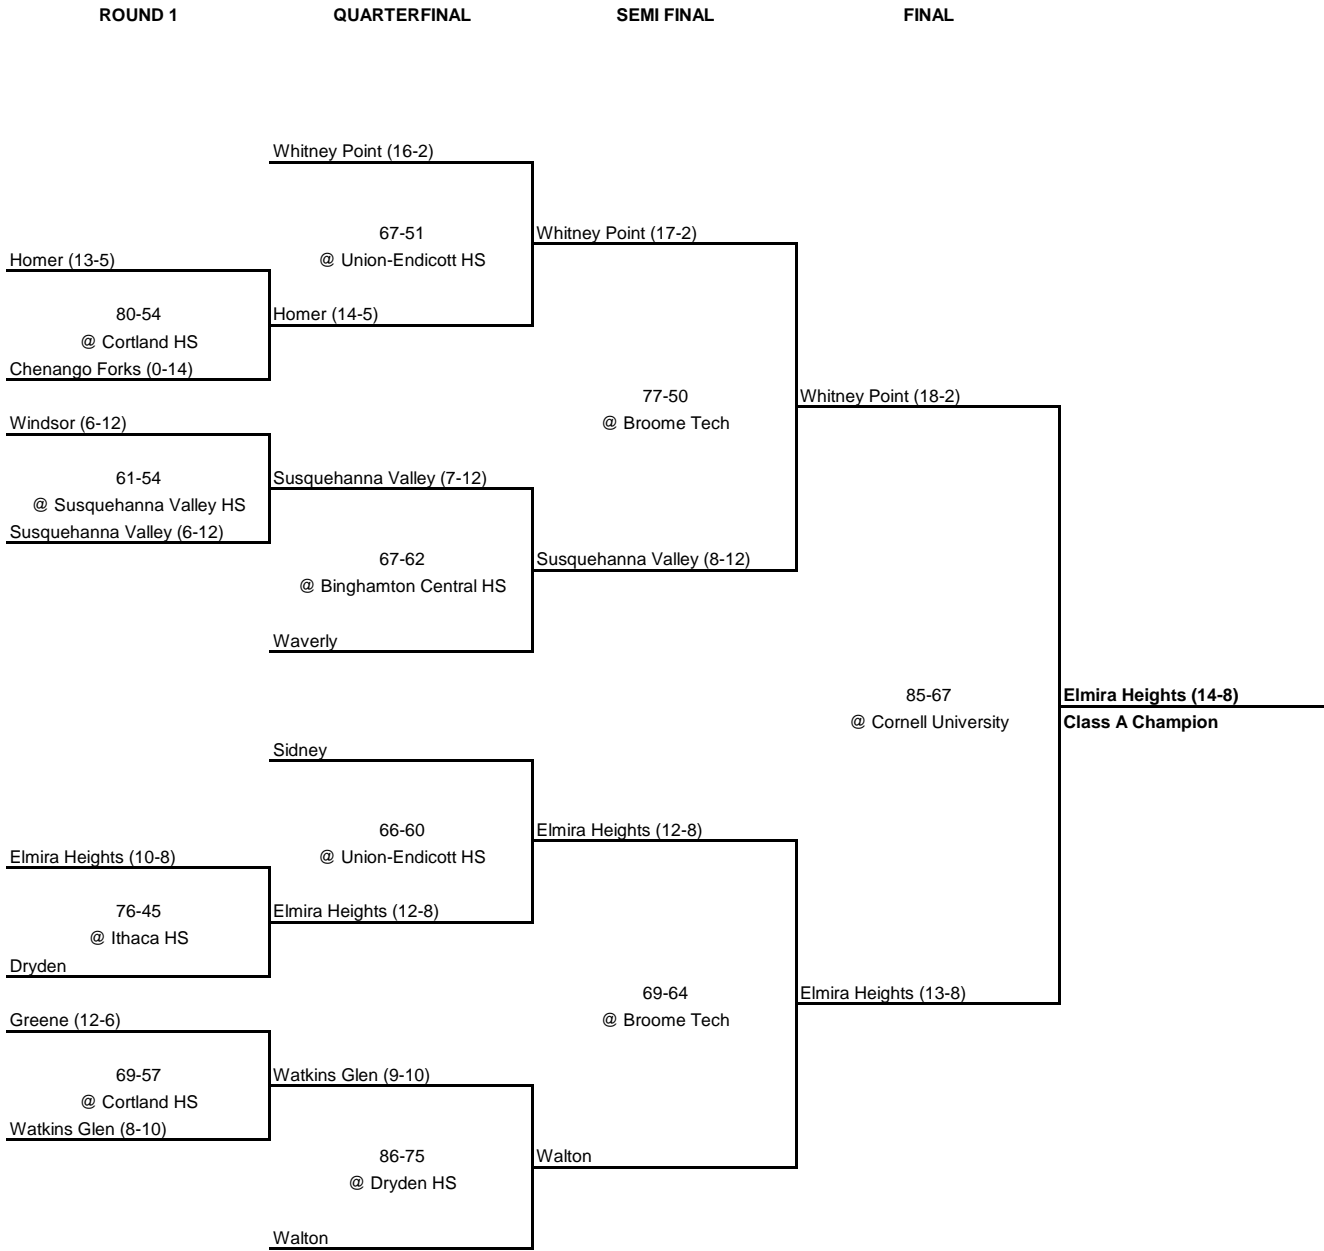 ROUND 1 QUARTERFINAL SEMI FINAL FINAL
Whitney Point (16-2)
67-51
@ Union-Endicott HS
Whitney Point (17-2)
Homer (13-5)
80-54
@ Cortland HS
Homer (14-5)
Chenango Forks (0-14)
77-50
@ Broome Tech
Whitney Point (18-2)
Windsor (6-12)
61-54
@ Susquehanna Valley HS
Susquehanna Valley (7-12)
Susquehanna Valley (6-12)
67-62
@ Binghamton Central HS
Susquehanna Valley (8-12)
Waverly
85-67
@ Cornell University
Elmira Heights (14-8)
Class A Champion
Sidney
66-60
@ Union-Endicott HS
Elmira Heights (12-8)
Elmira Heights (10-8)
76-45
@ Ithaca HS
Elmira Heights (12-8)
Dryden
69-64
@ Broome Tech
Elmira Heights (13-8)
Greene (12-6)
69-57
@ Cortland HS
Watkins Glen (9-10)
Watkins Glen (8-10)
86-75
@ Dryden HS
Walton
Walton